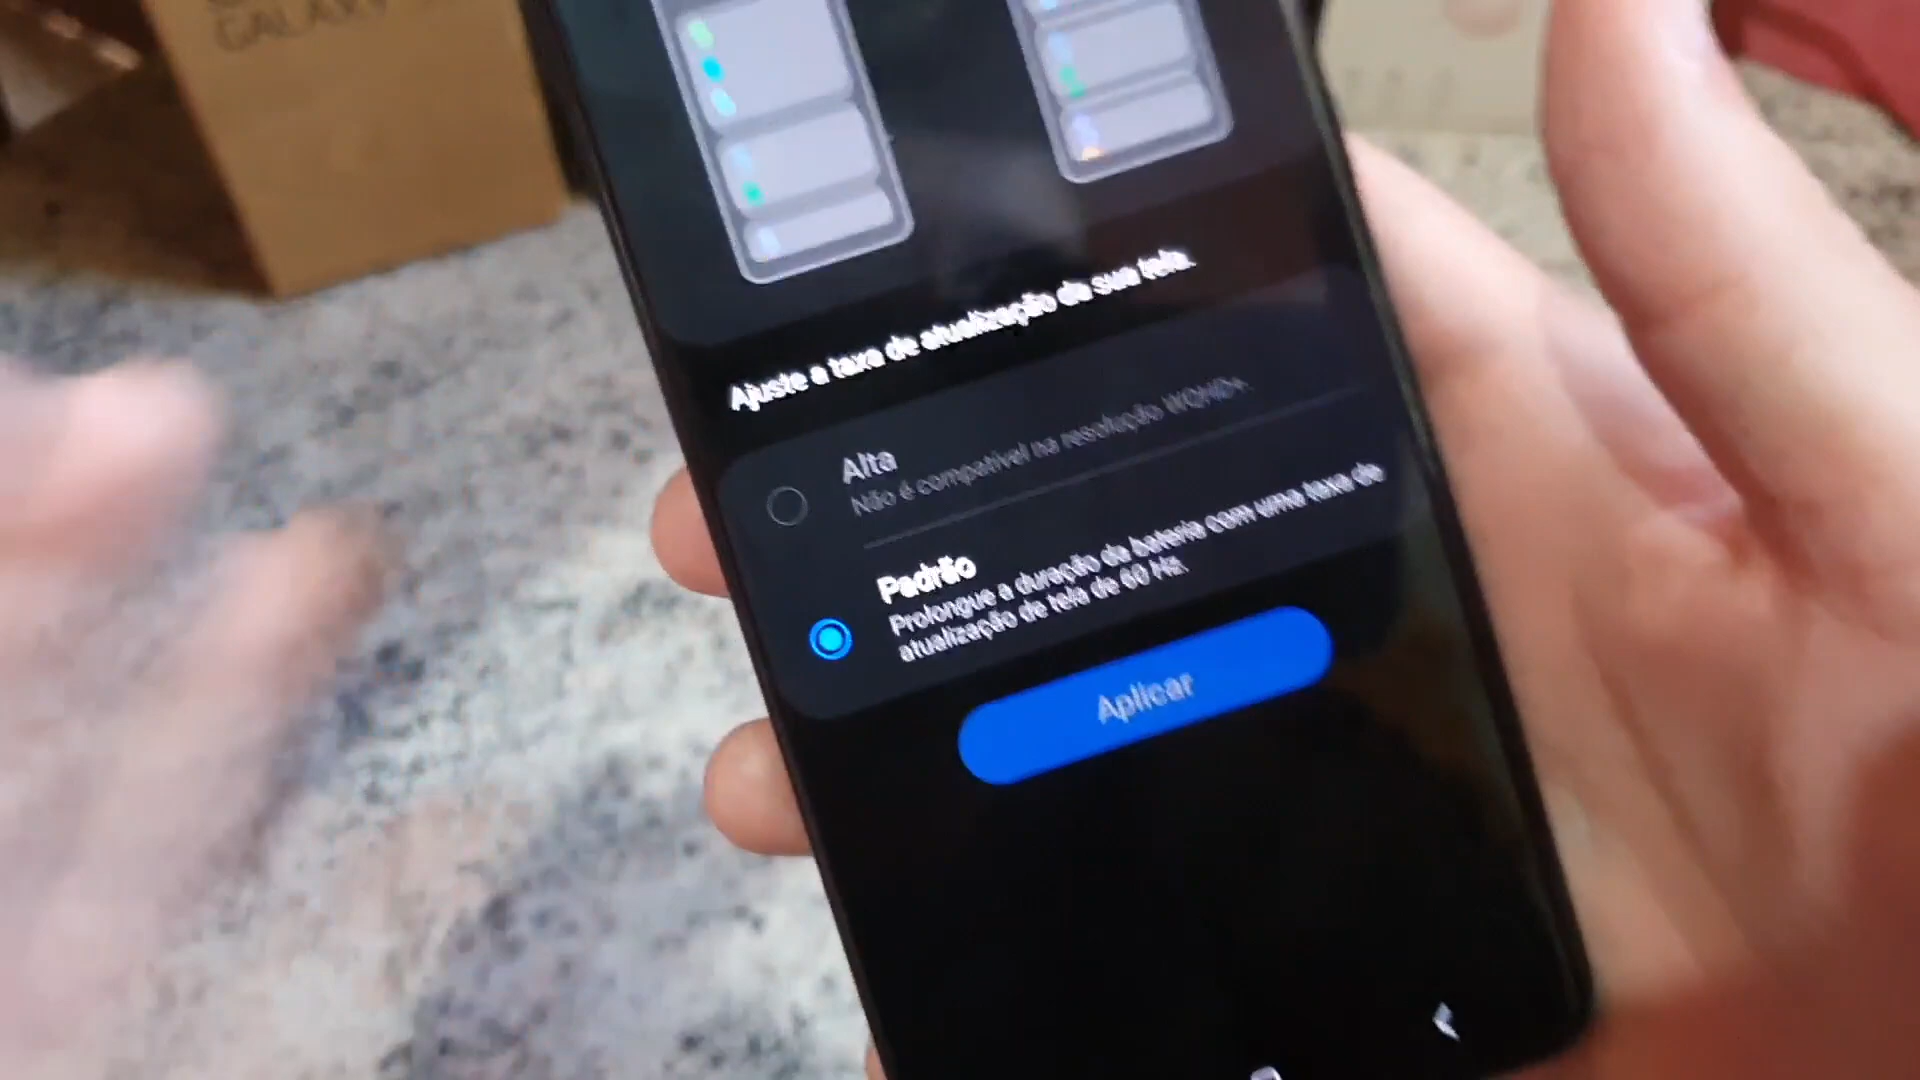 GALAXY
Ajuste a taxa de atualização da sua tela.
Alta
Não é compatível na resolução WQHD+.
Padrão
Prolongue a duração da bateria com uma taxa de
atualização de tela de 60 Hz.
Aplicar